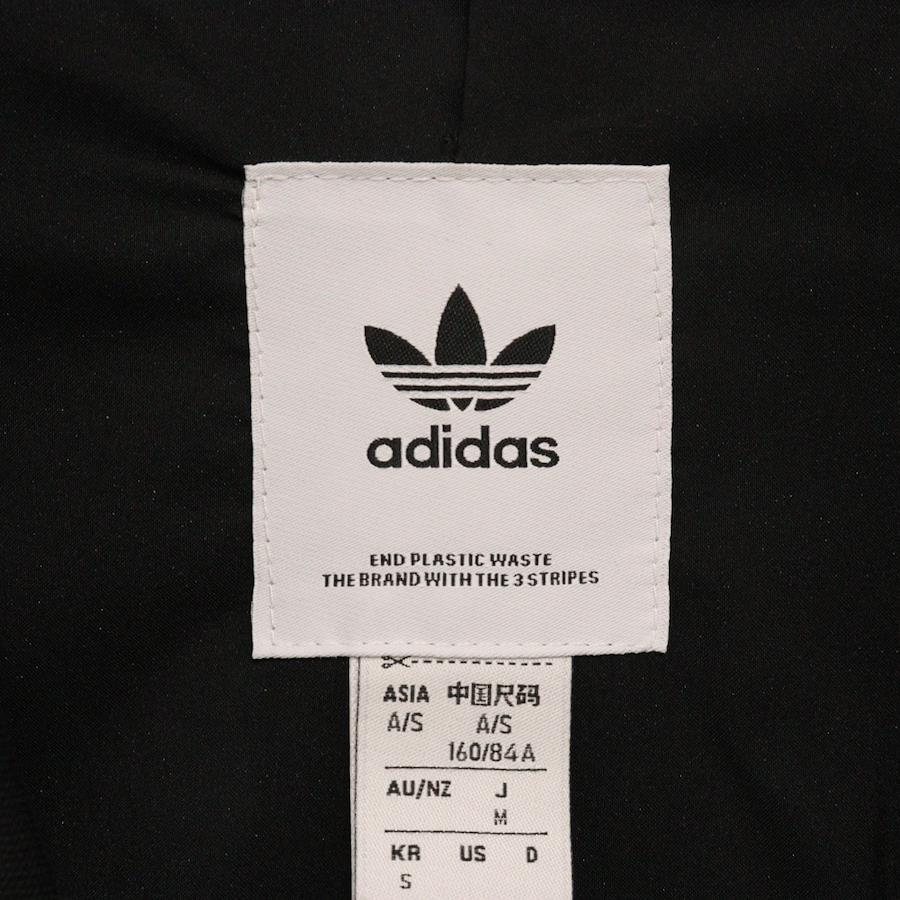 adidas
END PLASTIC WASTE
THE BRAND WITH THE 3 STRIPES
ASIA 中国尺码
A/S A/S
160/84A
AU/NZ J
M
KR US D
S